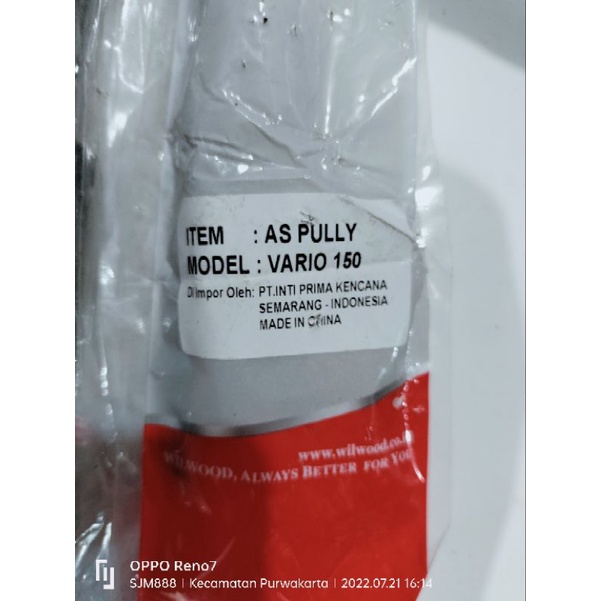 ITEM : AS PULLY
MODEL : VARIO 150
Di Impor Oleh: PT.INTI PRIMA KENCANA
SEMARANG - INDONESIA
MADE IN CHINA
www.wilwood.co.i
WILWOOD, ALWAYS BETTER FOR YOU
OPPO Reno7
SJM888 | Kecamatan Purwakarta | 2022.07.21 16:14